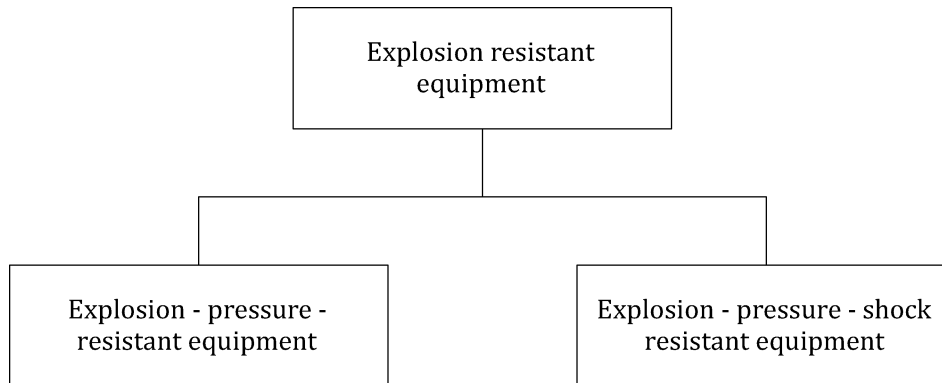 Explosion resistant
equipment
Explosion - pressure -
resistant equipment
Explosion - pressure - shock
resistant equipment